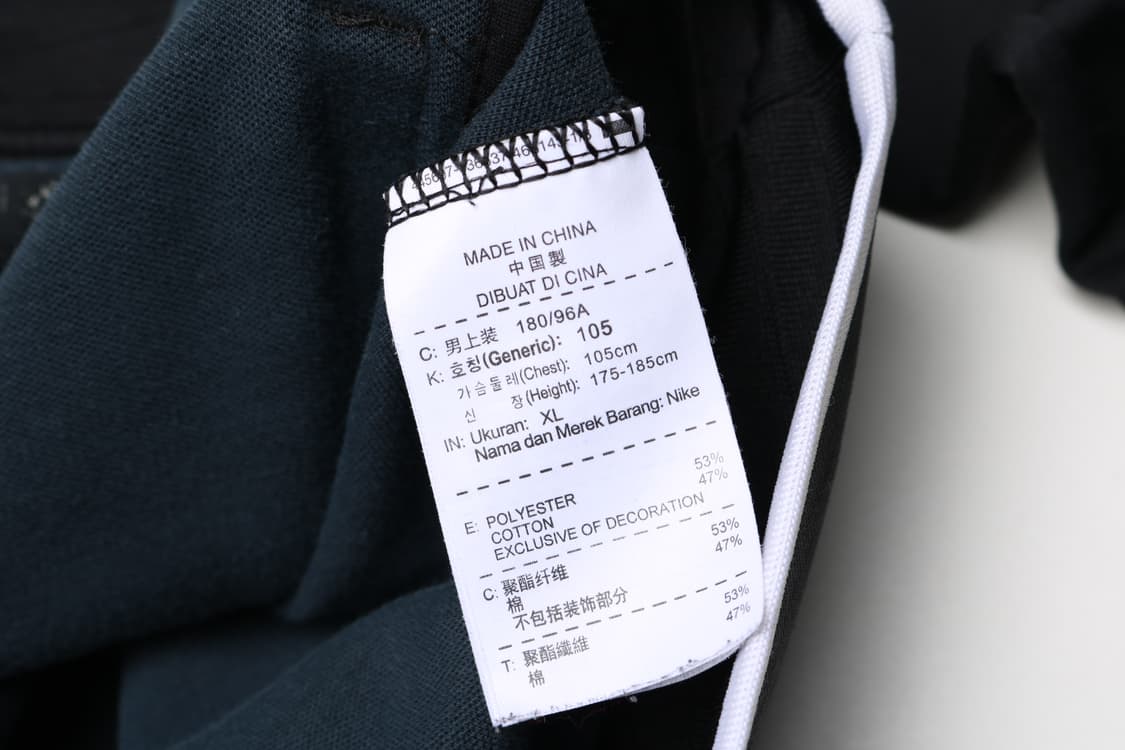 MADE IN CHINA
中国製
DIBUAT DI CINA
C: 男上装 180/96A
K: 호칭(Generic): 105
가슴둘레(Chest): 105cm
신 장(Height): 175-185cm
IN: Ukuran: XL
Nama dan Merek Barang: Nike
E: POLYESTER 53%
COTTON 47%
EXCLUSIVE OF DECORATION
C: 聚酯纤维 53%
棉 47%
不包括装饰部分
T: 聚酯纖維 53%
棉 47%